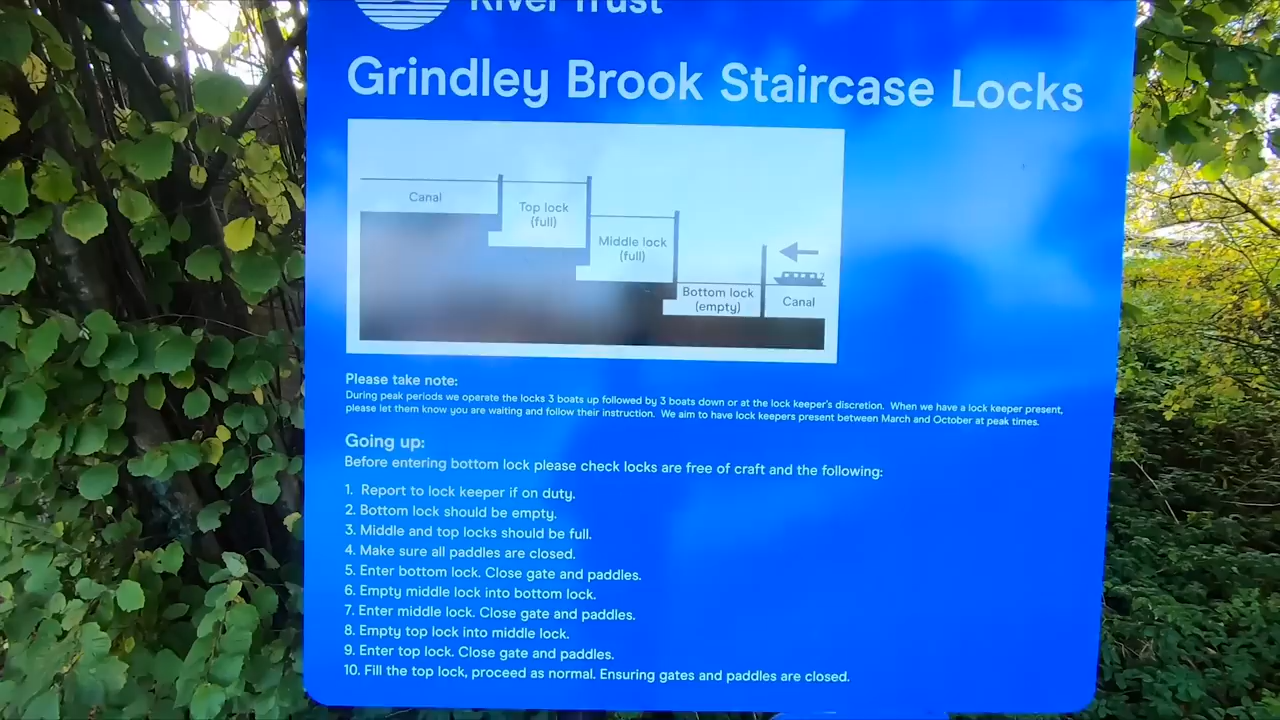 River Trust
Grindley Brook Staircase Locks
Canal
Top lock
(full)
Middle lock
(full)
Bottom lock
(empty)
Canal
Please take note:
During peak periods we operate the locks 3 boats up followed by 3 boats down or at the lock keeper's discretion. When we have a lock keeper present,
please let them know you are waiting and follow their instruction. We aim to have lock keepers present between March and October at peak times.
Going up:
Before entering bottom lock please check locks are free of craft and the following:
1. Report to lock keeper if on duty.
2. Bottom lock should be empty.
3. Middle and top locks should be full.
4. Make sure all paddles are closed.
5. Enter bottom lock. Close gate and paddles.
6. Empty middle lock into bottom lock.
7. Enter middle lock. Close gate and paddles.
8. Empty top lock into middle lock.
9. Enter top lock. Close gate and paddles.
10. Fill the top lock, proceed as normal. Ensuring gates and paddles are closed.